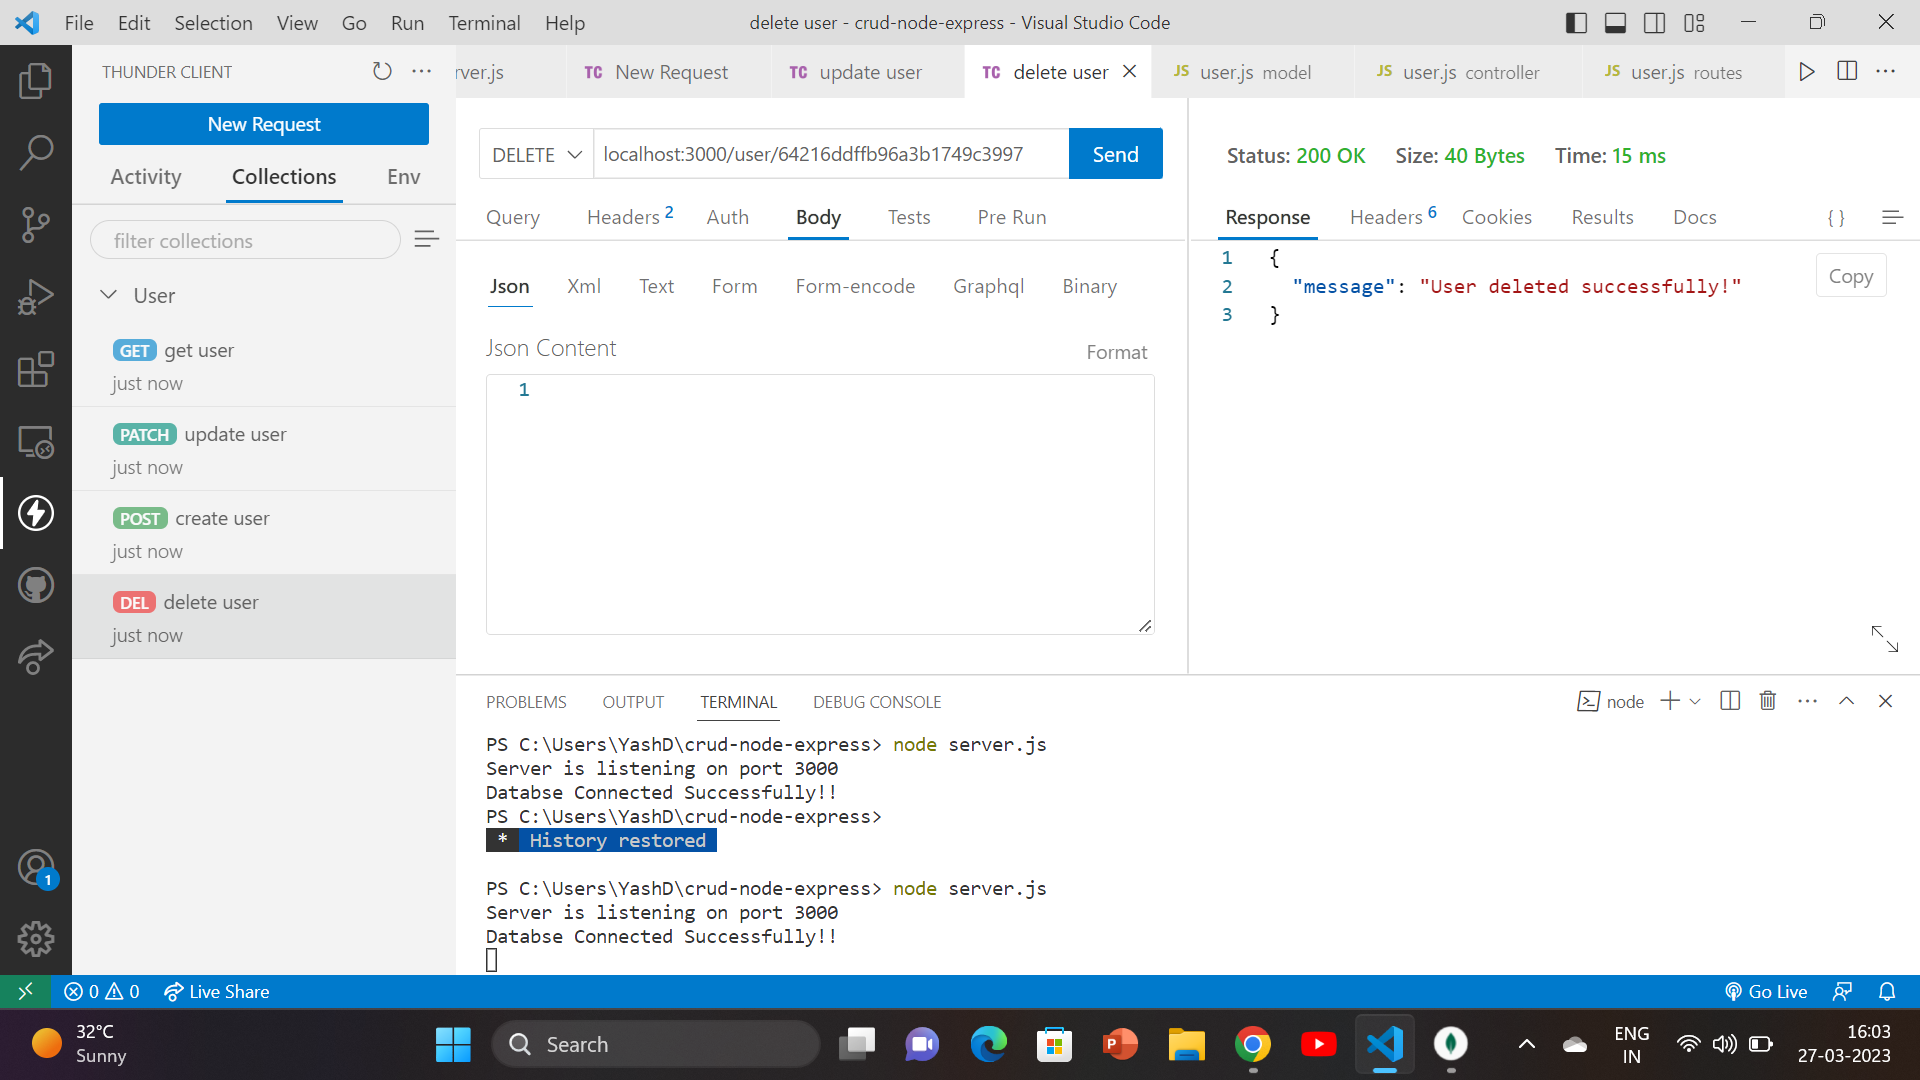 File Edit Selection View Go Run Terminal Help
delete user - crud-node-express - Visual Studio Code
THUNDER CLIENT
rver.js
TC New Request
TC update user
TC delete user
JS user.js model
JS user.js controller
JS user.js routes
New Request
Activity Collections Env
filter collections
User
GET get user
just now
PATCH update user
just now
POST create user
just now
DEL delete user
just now
DELETE localhost:3000/user/64216ddffb96a3b1749c3997 Send
Query Headers 2 Auth Body Tests Pre Run
Json Xml Text Form Form-encode Graphql Binary
Json Content
Format
1
Status: 200 OK Size: 40 Bytes Time: 15 ms
Response Headers 6 Cookies Results Docs { }
1 {
2 "message": "User deleted successfully!"
3 }
Copy
PROBLEMS OUTPUT TERMINAL DEBUG CONSOLE
node
PS C:\Users\YashD\crud-node-express> node server.js
Server is listening on port 3000
Databse Connected Successfully!!
PS C:\Users\YashD\crud-node-express>
* History restored
PS C:\Users\YashD\crud-node-express> node server.js
Server is listening on port 3000
Databse Connected Successfully!!
1
0 0 Live Share
Go Live
32°C
Sunny
Search
P
ENG
IN
16:03
27-03-2023